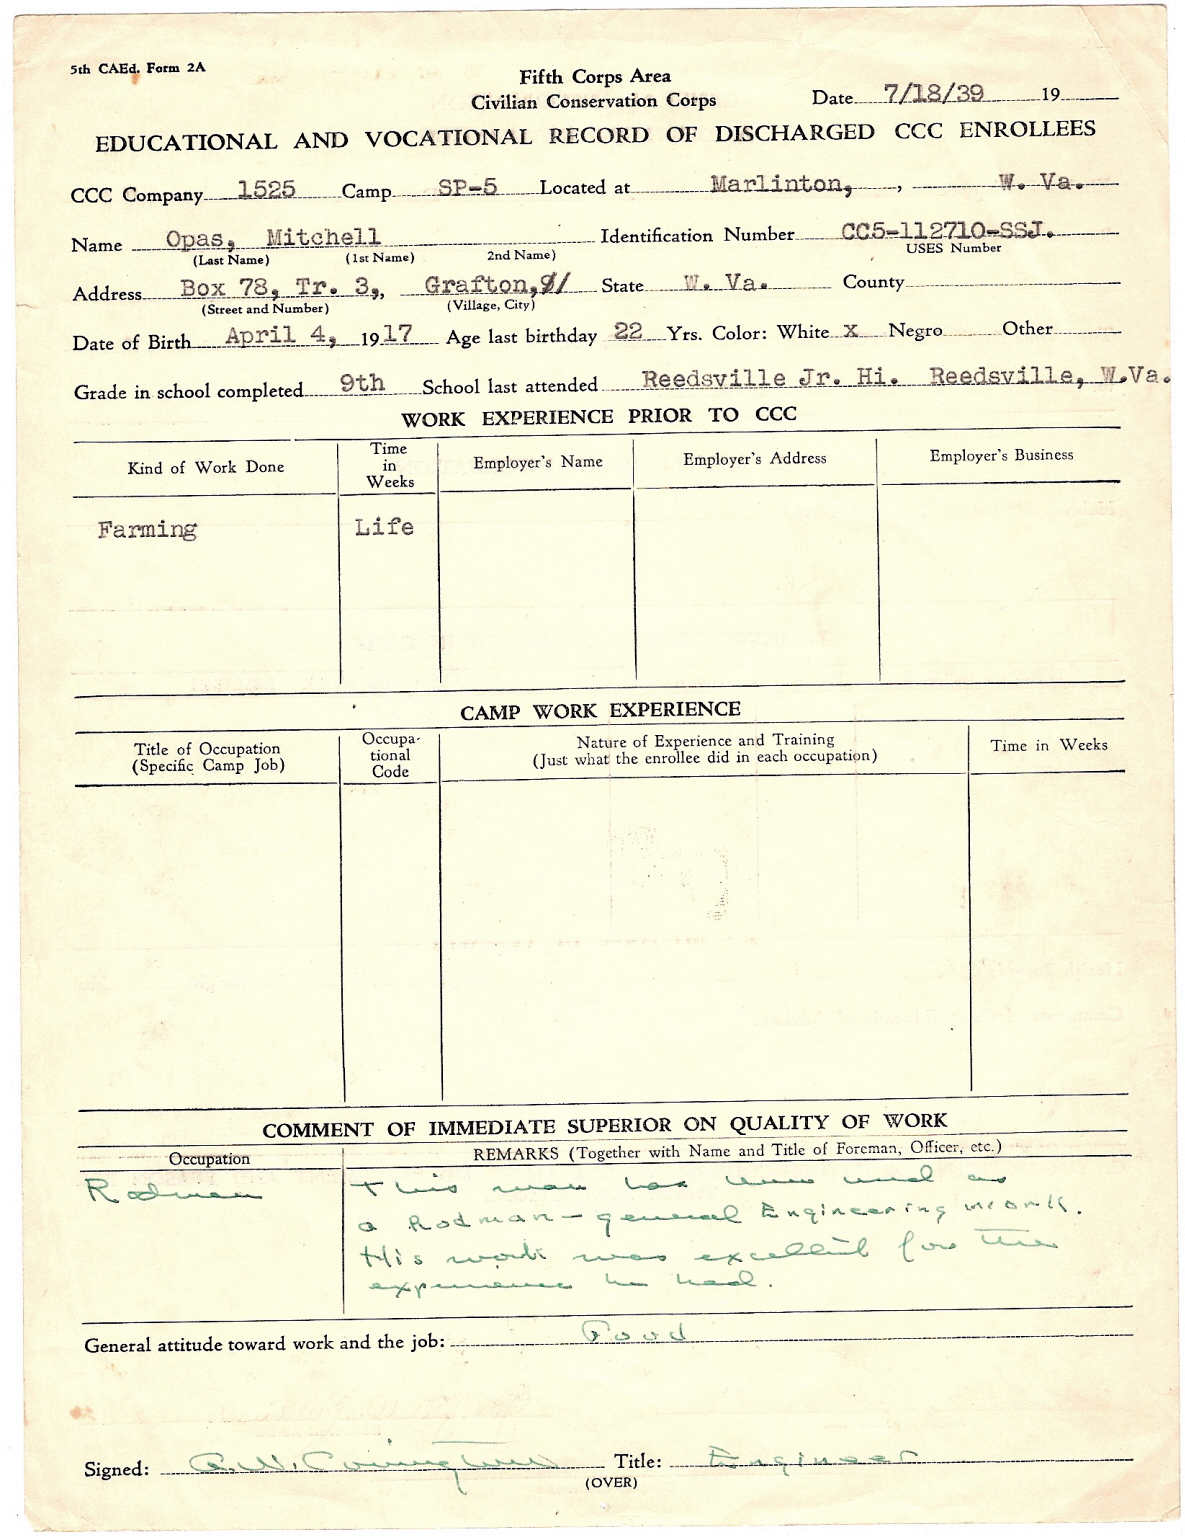 5th CAEd. Form 2A
Fifth Corps Area
Civilian Conservation Corps
Date 7/18/39 19
EDUCATIONAL AND VOCATIONAL RECORD OF DISCHARGED CCC ENROLLEES
CCC Company 1525 Camp SP-5 Located at Marlinton, , W. Va.
Name Opas, Mitchell Identification Number CC5-112710-SSJ.
(Last Name) (1st Name) 2nd Name) USES Number
Address Box 78, Tr. 3,, Grafton, State W. Va. County
(Street and Number) (Village, City)
Date of Birth April 4, 1917 Age last birthday 22 Yrs. Color: White x Negro Other
Grade in school completed 9th School last attended Reedsville Jr. Hi. Reedsville, W.Va.
WORK EXPERIENCE PRIOR TO CCC
Kind of Work Done Time in Weeks Employer's Name Employer's Address Employer's Business
Farming Life
CAMP WORK EXPERIENCE
Title of Occupation (Specific Camp Job) Occupa-tional Code Nature of Experience and Training (Just what the enrollee did in each occupation) Time in Weeks
COMMENT OF IMMEDIATE SUPERIOR ON QUALITY OF WORK
Occupation REMARKS (Together with Name and Title of Foreman, Officer, etc.)
Rodman This man has been used as
a Rodman - general Engineering work.
His work was excellent for the
experience he had.
General attitude toward work and the job: Good
Signed: A.W. Covington Title: Engineer
(OVER)